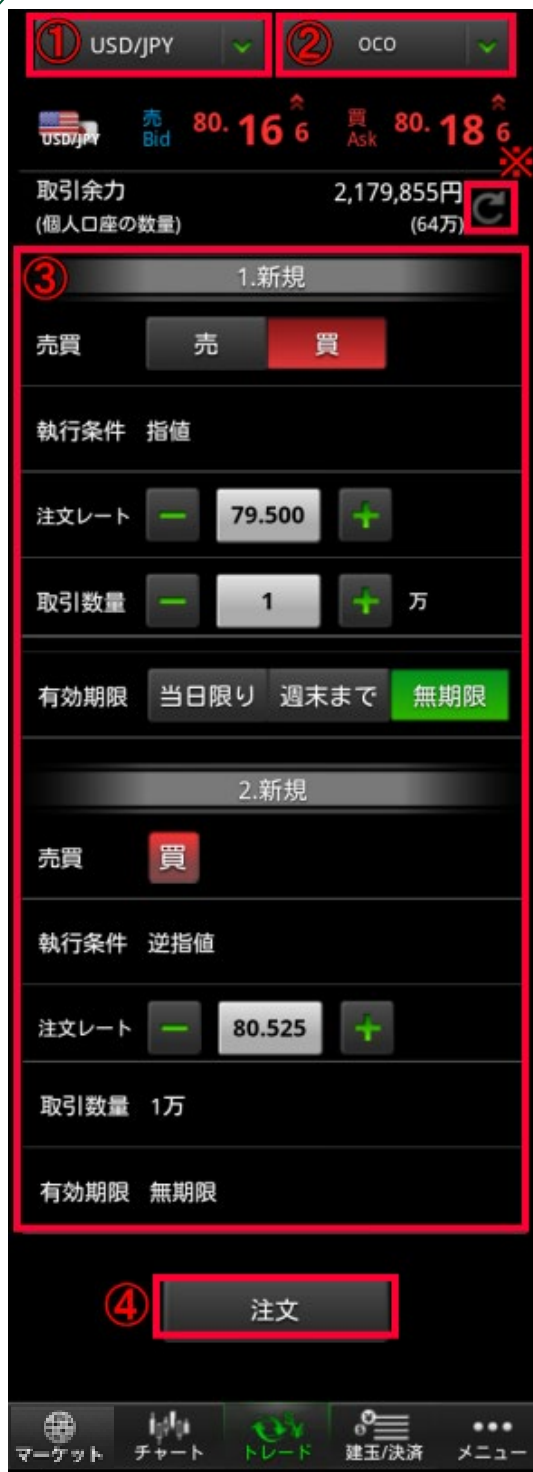 ① USD/JPY ② OCO
USD/JPY 売 Bid 80.16 6 買 Ask 80.18 6
※
取引余力 2,179,855円
(個人口座の数量) (64万)
③ 1.新規
売買 売 買
執行条件 指値
注文レート － 79.500 ＋
取引数量 － 1 ＋ 万
有効期限 当日限り 週末まで 無期限
2.新規
売買 買
執行条件 逆指値
注文レート － 80.525 ＋
取引数量 1万
有効期限 無期限
④ 注文
マーケット チャート トレード 建玉/決済 メニュー